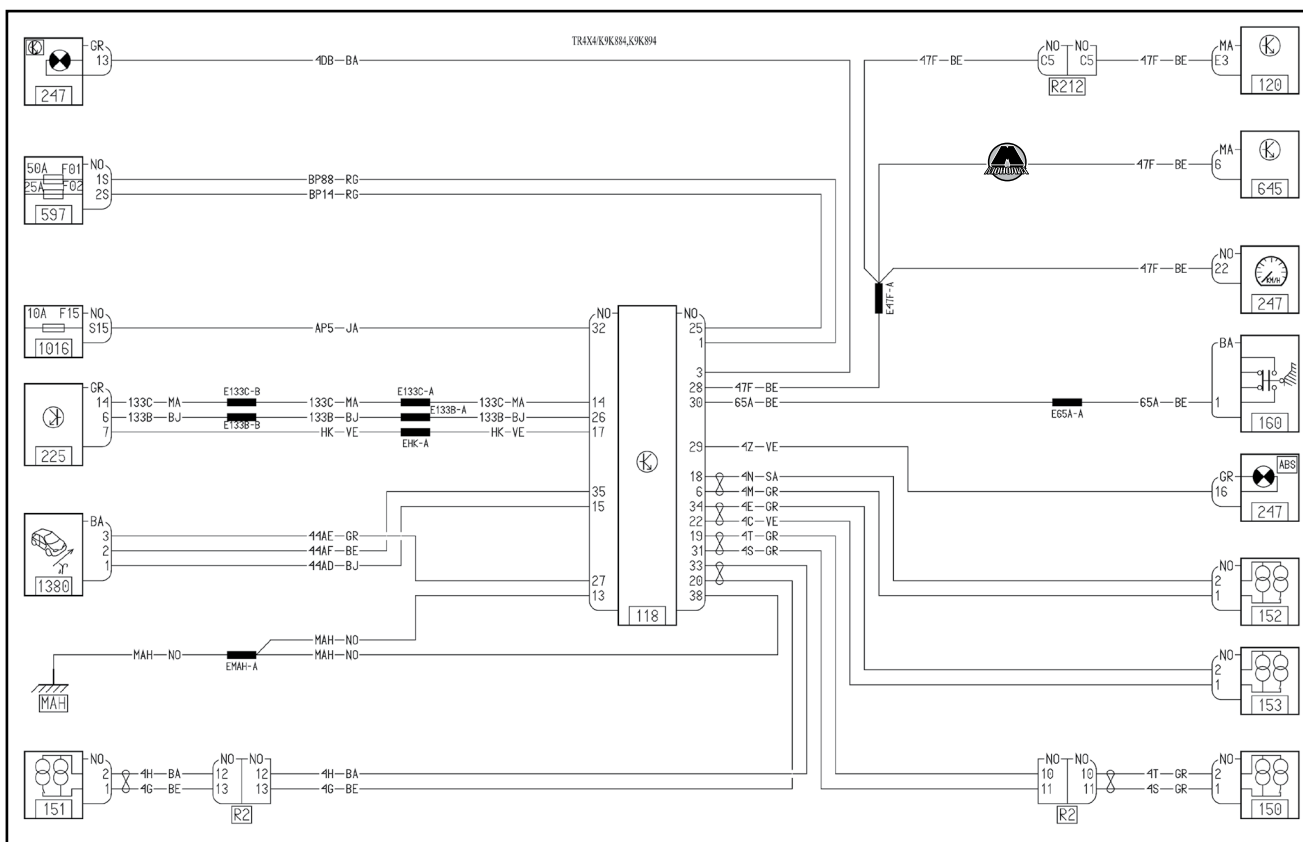 TR4X4/K9K884,K9K894
GR
13
4DB-BA
247
47F-BE
NO NO
C5 C5
R212
47F-BE
MA
E3
120
50A F01
25A F02
597
NO
1S
2S
BP88-RG
BP14-RG
47F-BE
MA
6
645
E47F-A
47F-BE
NO
22
KM/H
247
10A F15
1016
NO
S15
AP5-JA
NO
32
NO
25
1
3
28
30
47F-BE
65A-BE
E65A-A
65A-BE
BA
1
160
GR
14
6
7
225
133C-MA
133B-BJ
HK-VE
E133C-B
E133B-B
133C-MA
133B-BJ
HK-VE
E133C-A
E133B-A
EHK-A
133C-MA
133B-BJ
HK-VE
14
26
17
29
4Z-VE
GR
16
ABS
247
18
6
34
22
19
31
33
20
38
4N-SA
4M-GR
4E-GR
4C-VE
4T-GR
4S-GR
35
15
27
13
118
BA
3
2
1
1380
44AE-GR
44AF-BE
44AD-BJ
NO
2
1
152
MAH-NO
MAH-NO
MAH-NO
EMAH-A
MAH
NO
2
1
153
151
NO
2
1
4H-BA
4G-BE
NO NO
12 12
13 13
R2
4H-BA
4G-BE
NO NO
10 10
11 11
R2
4T-GR
4S-GR
NO
2
1
150